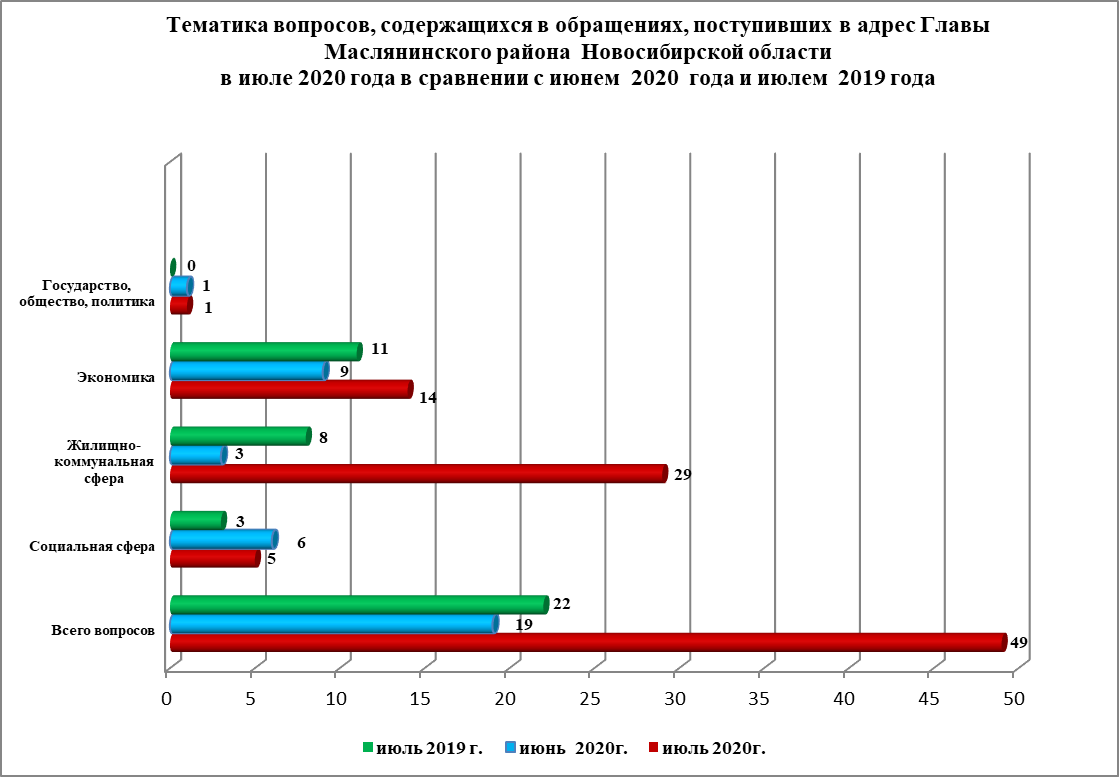 Тематика вопросов, содержащихся в обращениях, поступивших в адрес Главы
Маслянинского района Новосибирской области
в июле 2020 года в сравнении с июнем 2020 года и июлем 2019 года
Государство,
общество, политика
0
1
1
Экономика
11
9
14
Жилищно-
коммунальная
сфера
8
3
29
Социальная сфера
3
6
5
Всего вопросов
22
19
49
0 5 10 15 20 25 30 35 40 45 50
июль 2019 г. июнь 2020г. июль 2020г.